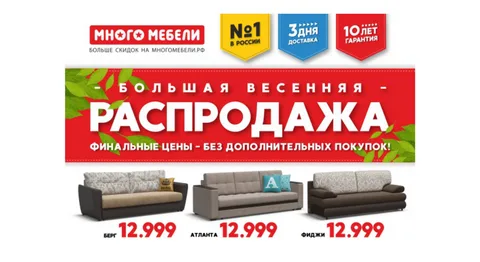 МНОГО МЕБЕЛИ
БОЛЬШЕ СКИДОК НА МНОГОМЕБЕЛИ.РФ
№1
В РОССИИ
3 ДНЯ
ДОСТАВКА
10 ЛЕТ
ГАРАНТИЯ
- БОЛЬШАЯ ВЕСЕННЯЯ -
РАСПРОДАЖА
ФИНАЛЬНЫЕ ЦЕНЫ - БЕЗ ДОПОЛНИТЕЛЬНЫХ ПОКУПОК!
A
БЕРГ 12.999
АТЛАНТА 12.999
ФИДЖИ 12.999